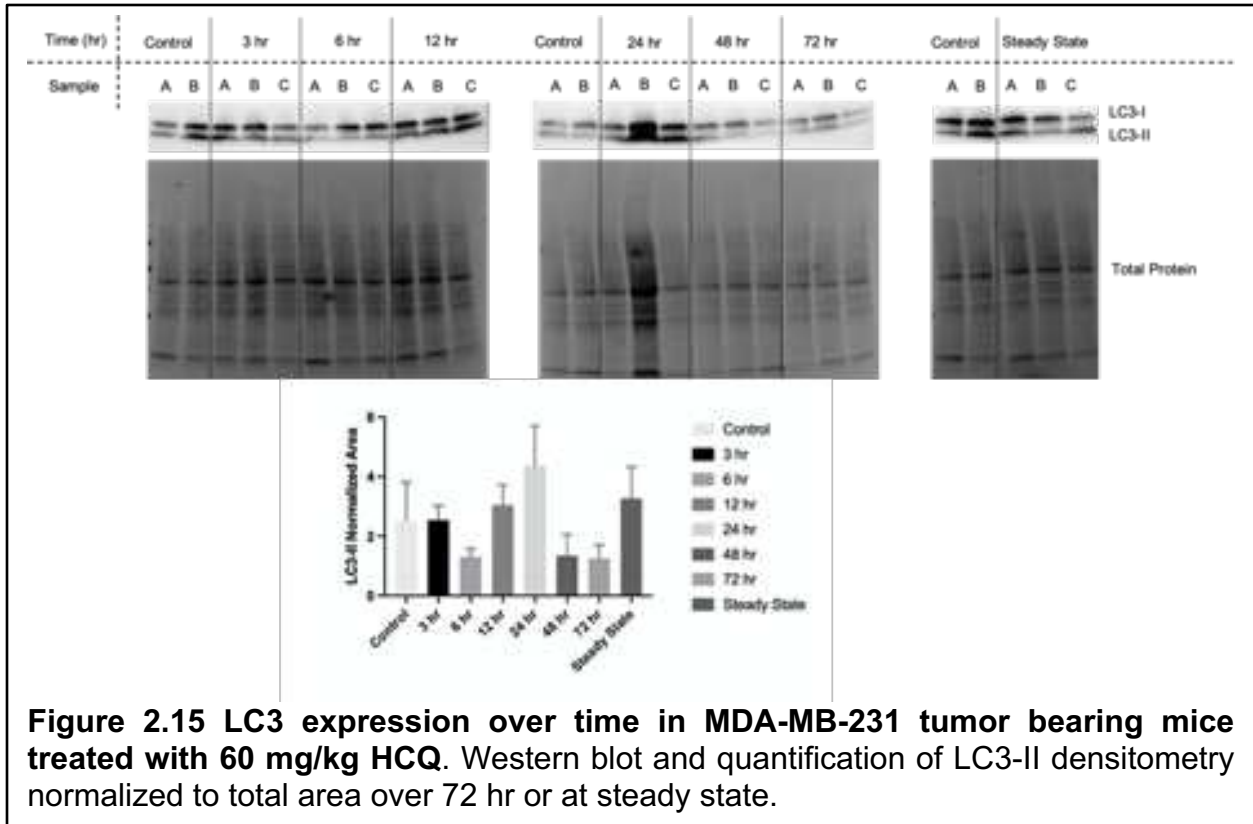 Time (hr) Control 3 hr 6 hr 12 hr Control 24 hr 48 hr 72 hr Control Steady State
Sample A B A B C A B C A B C A B A B C A B C A B C A B A B C
LC3-I
LC3-II
Total Protein
LC3-II Normalized Area
6
4
2
0
Control 3 hr 6 hr 12 hr 24 hr 48 hr 72 hr Steady State
Control
3 hr
6 hr
12 hr
24 hr
48 hr
72 hr
Steady State
Figure 2.15 LC3 expression over time in MDA-MB-231 tumor bearing mice
treated with 60 mg/kg HCQ. Western blot and quantification of LC3-II densitometry
normalized to total area over 72 hr or at steady state.